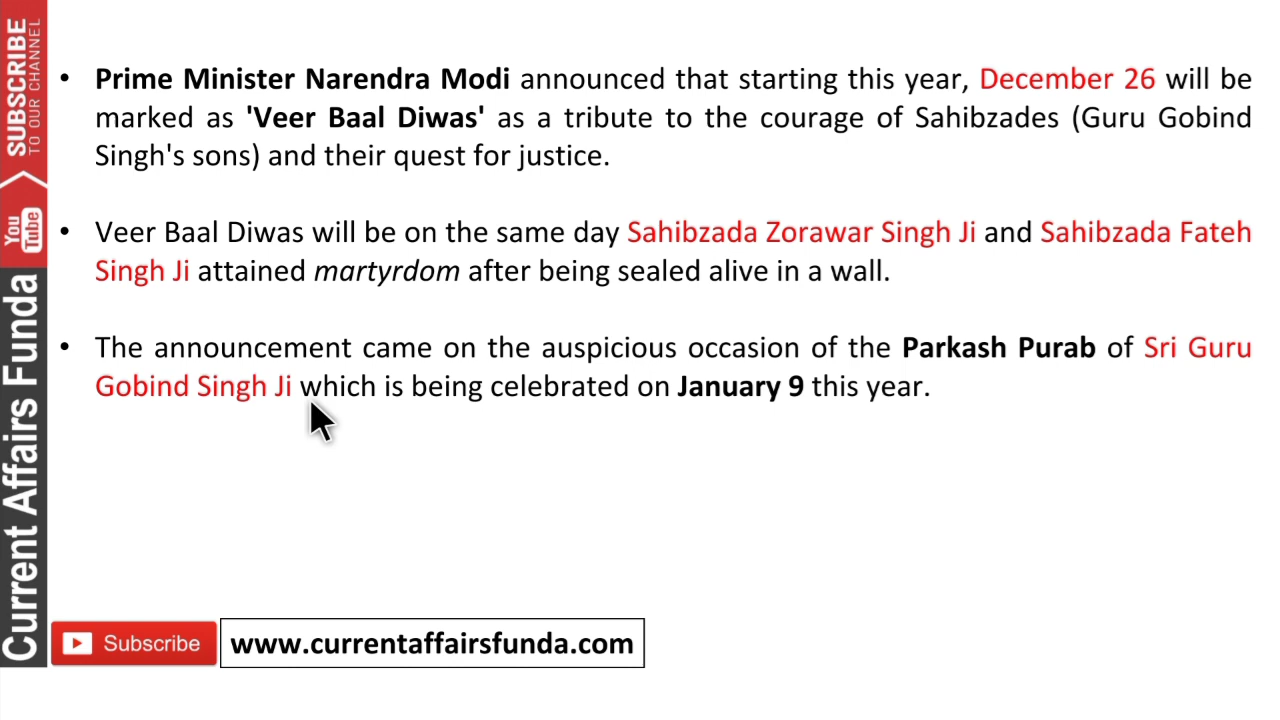 SUBSCRIBE
TO OUR CHANNEL
You
Tube
Current Affairs Funda
• Prime Minister Narendra Modi announced that starting this year, December 26 will be
marked as 'Veer Baal Diwas' as a tribute to the courage of Sahibzades (Guru Gobind
Singh's sons) and their quest for justice.
• Veer Baal Diwas will be on the same day Sahibzada Zorawar Singh Ji and Sahibzada Fateh
Singh Ji attained martyrdom after being sealed alive in a wall.
• The announcement came on the auspicious occasion of the Parkash Purab of Sri Guru
Gobind Singh Ji which is being celebrated on January 9 this year.
Subscribe
www.currentaffairsfunda.com